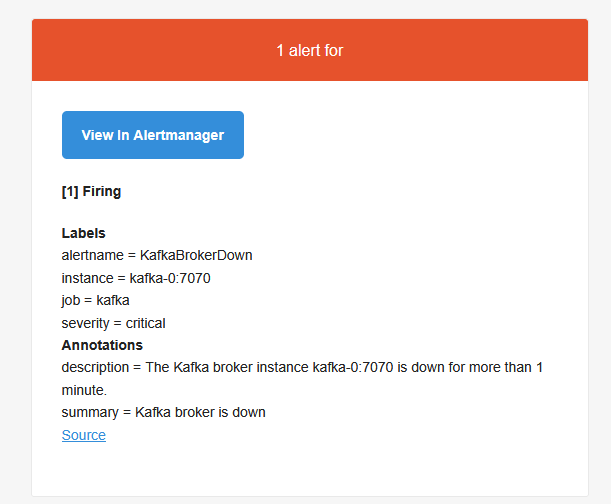 1 alert for
View In Alertmanager
[1] Firing
Labels
alertname = KafkaBrokerDown
instance = kafka-0:7070
job = kafka
severity = critical
Annotations
description = The Kafka broker instance kafka-0:7070 is down for more than 1
minute.
summary = Kafka broker is down
Source